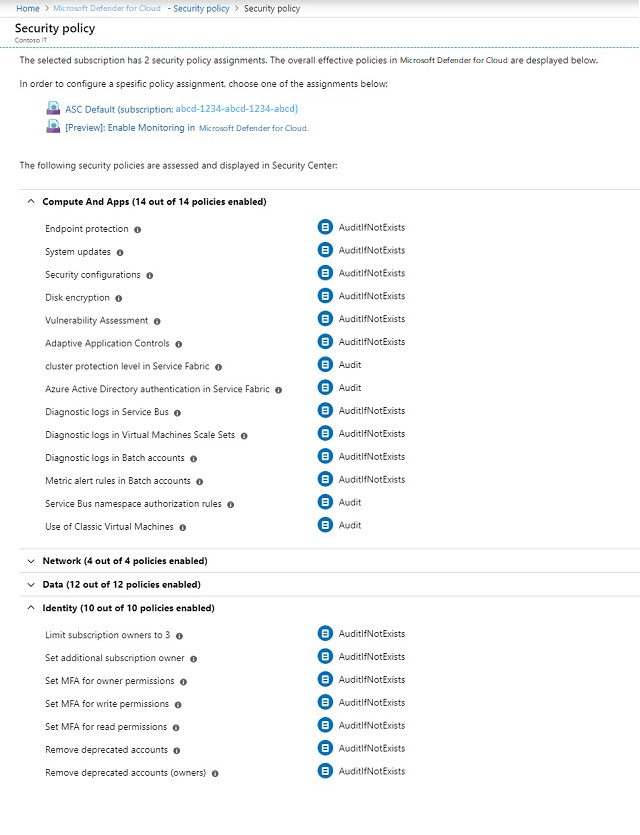 Home > Microsoft Defender for Cloud - Security policy > Security policy
Security policy
Contoso IT
The selected subscription has 2 security policy assignments. The overall effective policies in Microsoft Defender for Cloud are desplayed below.
In order to configure a spesific policy assignment, choose one of the assignments below:
ASC Default (subscription: abcd-1234-abcd-1234-abcd)
[Preview]: Enable Monitoring in Microsoft Defender for Cloud.
The following security policies are assessed and displayed in Security Center:
Compute And Apps (14 out of 14 policies enabled)
Endpoint protection AuditIfNotExists
System updates AuditIfNotExists
Security configurations AuditIfNotExists
Disk encryption AuditIfNotExists
Vulnerability Assessment AuditIfNotExists
Adaptive Application Controls AuditIfNotExists
cluster protection level in Service Fabric Audit
Azure Active Directory authentication in Service Fabric Audit
Diagnostic logs in Service Bus AuditIfNotExists
Diagnostic logs in Virtual Machines Scale Sets AuditIfNotExists
Diagnostic logs in Batch accounts AuditIfNotExists
Metric alert rules in Batch accounts AuditIfNotExists
Service Bus namespace authorization rules Audit
Use of Classic Virtual Machines Audit
Network (4 out of 4 policies enabled)
Data (12 out of 12 policies enabled)
Identity (10 out of 10 policies enabled)
Limit subscription owners to 3 AuditIfNotExists
Set additional subscription owner AuditIfNotExists
Set MFA for owner permissions AuditIfNotExists
Set MFA for write permissions AuditIfNotExists
Set MFA for read permissions AuditIfNotExists
Remove deprecated accounts AuditIfNotExists
Remove deprecated accounts (owners) AuditIfNotExists